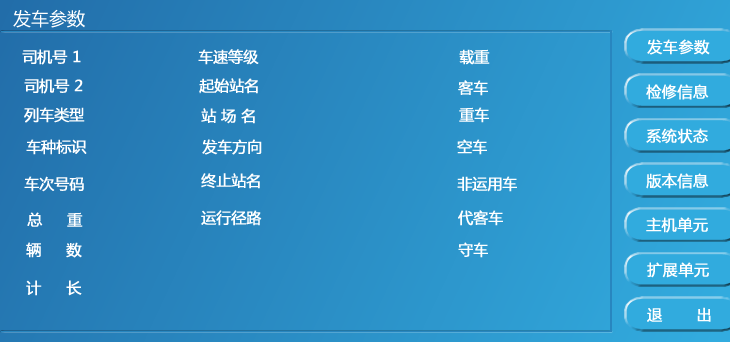 发车参数
司机号 1 车速等级 载重
司机号 2 起始站名 客车
列车类型 站 场 名 重车
车种标识 发车方向 空车
车次号码 终止站名 非运用车
总 重 运行径路 代客车
辆 数 守车
计 长
发车参数
检修信息
系统状态
版本信息
主机单元
扩展单元
退 出